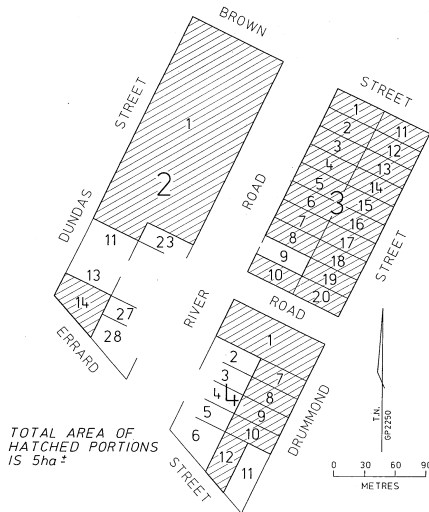 BROWN
STREET
STREET
1
2
DUNDAS
11
23
13
14
27
28
ERRARD
ROAD
RIVER
STREET
1
11
2
12
3
13
4
14
5
15
6
3
16
7
17
8
18
9
19
10
20
STREET
ROAD
1
2
7
3
8
4
4
9
5
10
6
12
11
DRUMMOND
STREET
T.N.
GP2250
TOTAL AREA OF
HATCHED PORTIONS
IS 5ha ±
0 30 60 90
METRES